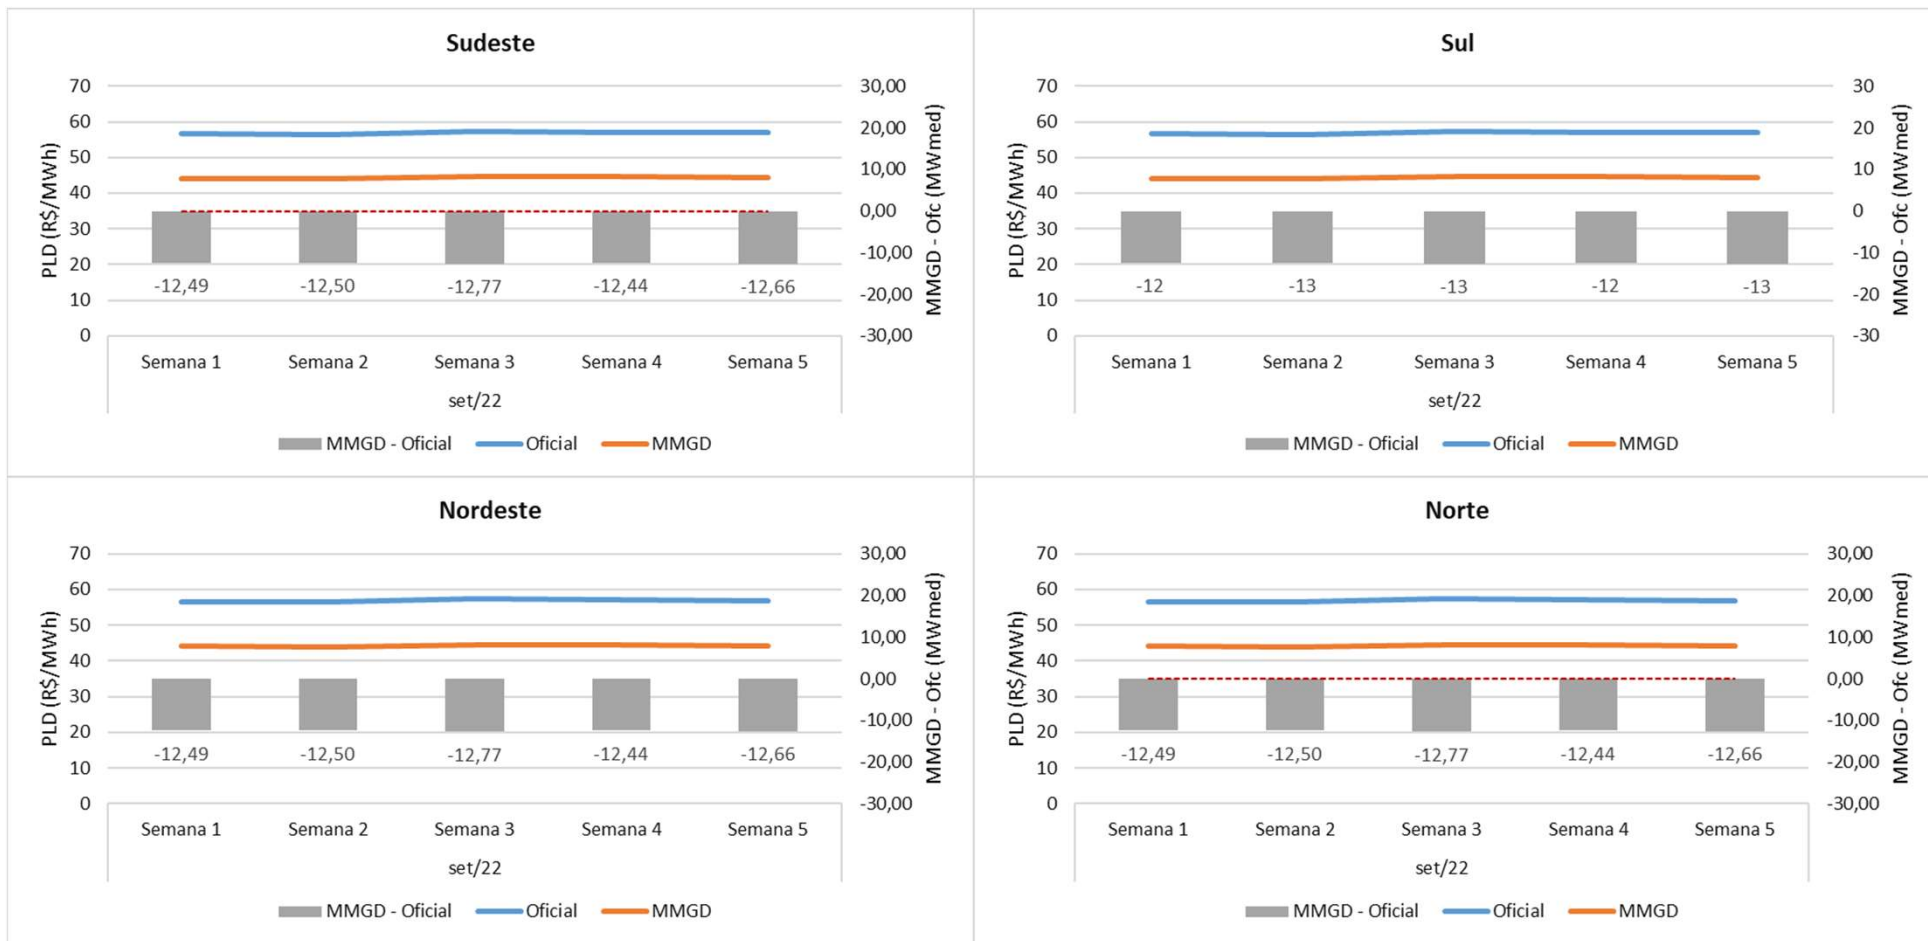 Sudeste
70
60
50
40
30
20
10
0
PLD (R$/MWh)
30,00
20,00
10,00
0,00
-10,00
-20,00
-30,00
MMGD - Ofc (MWmed)
-12,49 -12,50 -12,77 -12,44 -12,66
Semana 1 Semana 2 Semana 3 Semana 4 Semana 5
set/22
MMGD - Oficial Oficial MMGD
Sul
70
60
50
40
30
20
10
0
PLD (R$/MWh)
30
20
10
0
-10
-20
-30
MMGD - Ofc (MWmed)
-12 -13 -13 -12 -13
Semana 1 Semana 2 Semana 3 Semana 4 Semana 5
set/22
MMGD - Oficial Oficial MMGD
Nordeste
70
60
50
40
30
20
10
0
PLD (R$/MWh)
30,00
20,00
10,00
0,00
-10,00
-20,00
-30,00
MMGD - Ofc (MWmed)
-12,49 -12,50 -12,77 -12,44 -12,66
Semana 1 Semana 2 Semana 3 Semana 4 Semana 5
set/22
MMGD - Oficial Oficial MMGD
Norte
70
60
50
40
30
20
10
0
PLD (R$/MWh)
30,00
20,00
10,00
0,00
-10,00
-20,00
-30,00
MMGD - Ofc (MWmed)
-12,49 -12,50 -12,77 -12,44 -12,66
Semana 1 Semana 2 Semana 3 Semana 4 Semana 5
set/22
MMGD - Oficial Oficial MMGD